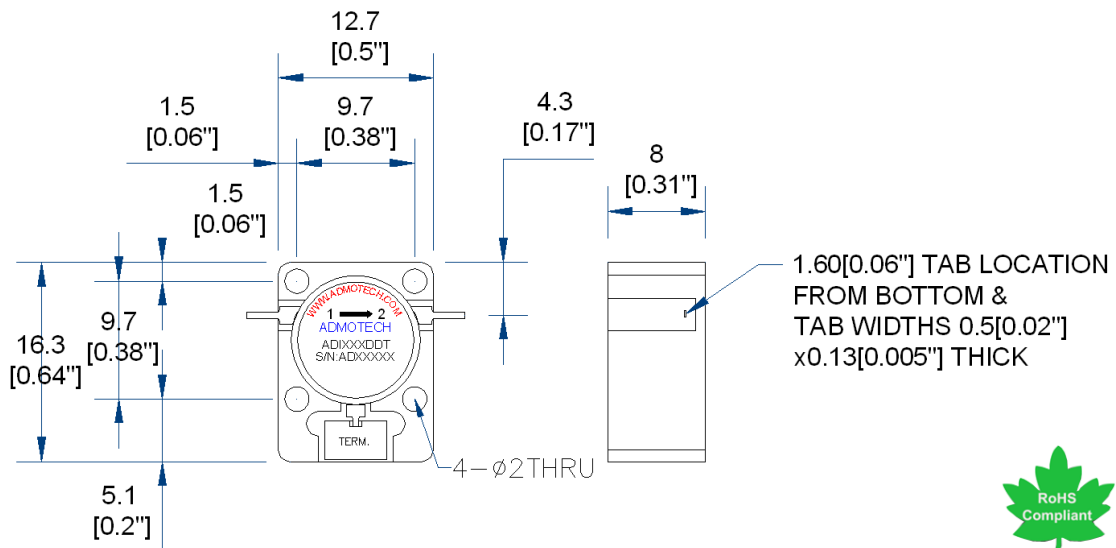 12.7
[0.5"]
1.5
[0.06"]
9.7
[0.38"]
4.3
[0.17"]
8
[0.31"]
1.5
[0.06"]
1.60[0.06"] TAB LOCATION
FROM BOTTOM &
TAB WIDTHS 0.5[0.02"]
x0.13[0.005"] THICK
WWW.ADMOTECH.COM
1 2
ADMOTECH
ADIXXXDDT
S/N:ADXXXXX
9.7
[0.38"]
16.3
[0.64"]
TERM.
4-⌀2THRU
5.1
[0.2"]
RoHS
Compliant